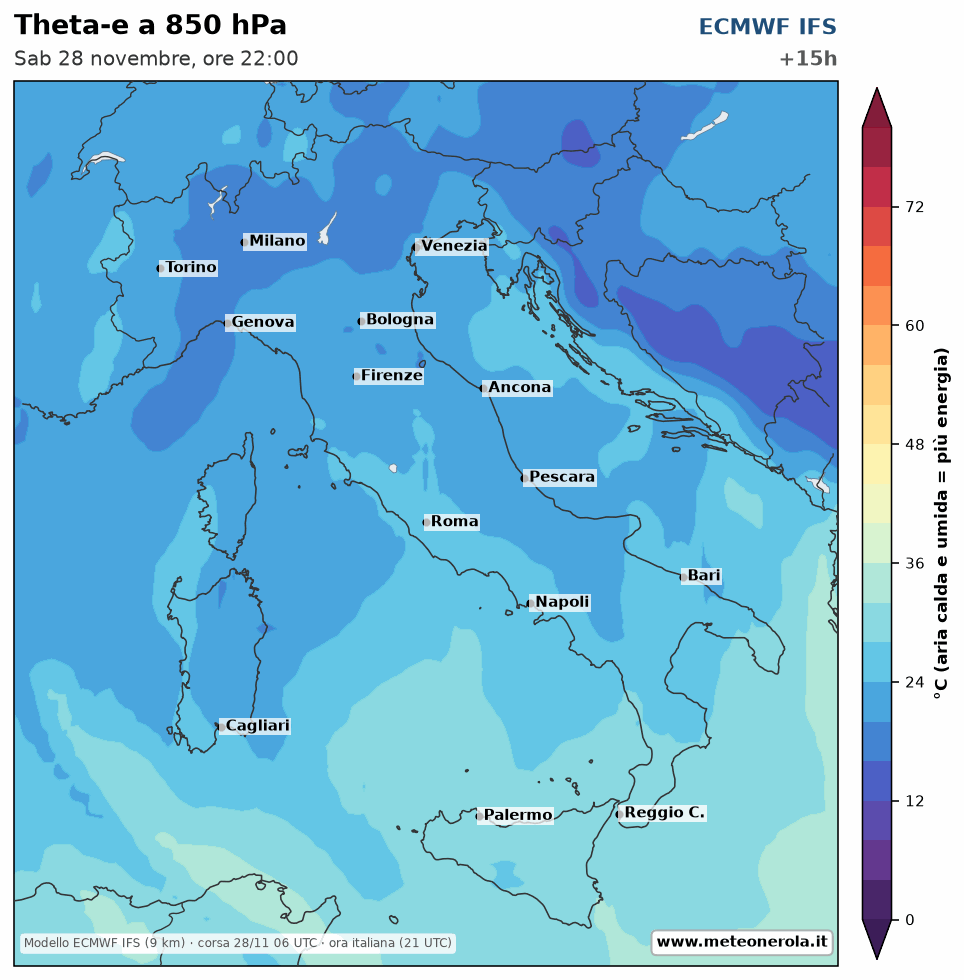 Theta-e a 850 hPa
ECMWF IFS
Sab 28 novembre, ore 22:00
+15h
Milano
Venezia
Torino
Genova
Bologna
Firenze
Ancona
Pescara
Roma
Bari
Napoli
Cagliari
Palermo
Reggio C.
72
60
48
36
24
12
0
°C (aria calda e umida = più energia)
Modello ECMWF IFS (9 km) · corsa 28/11 06 UTC · ora italiana (21 UTC)
www.meteonerola.it